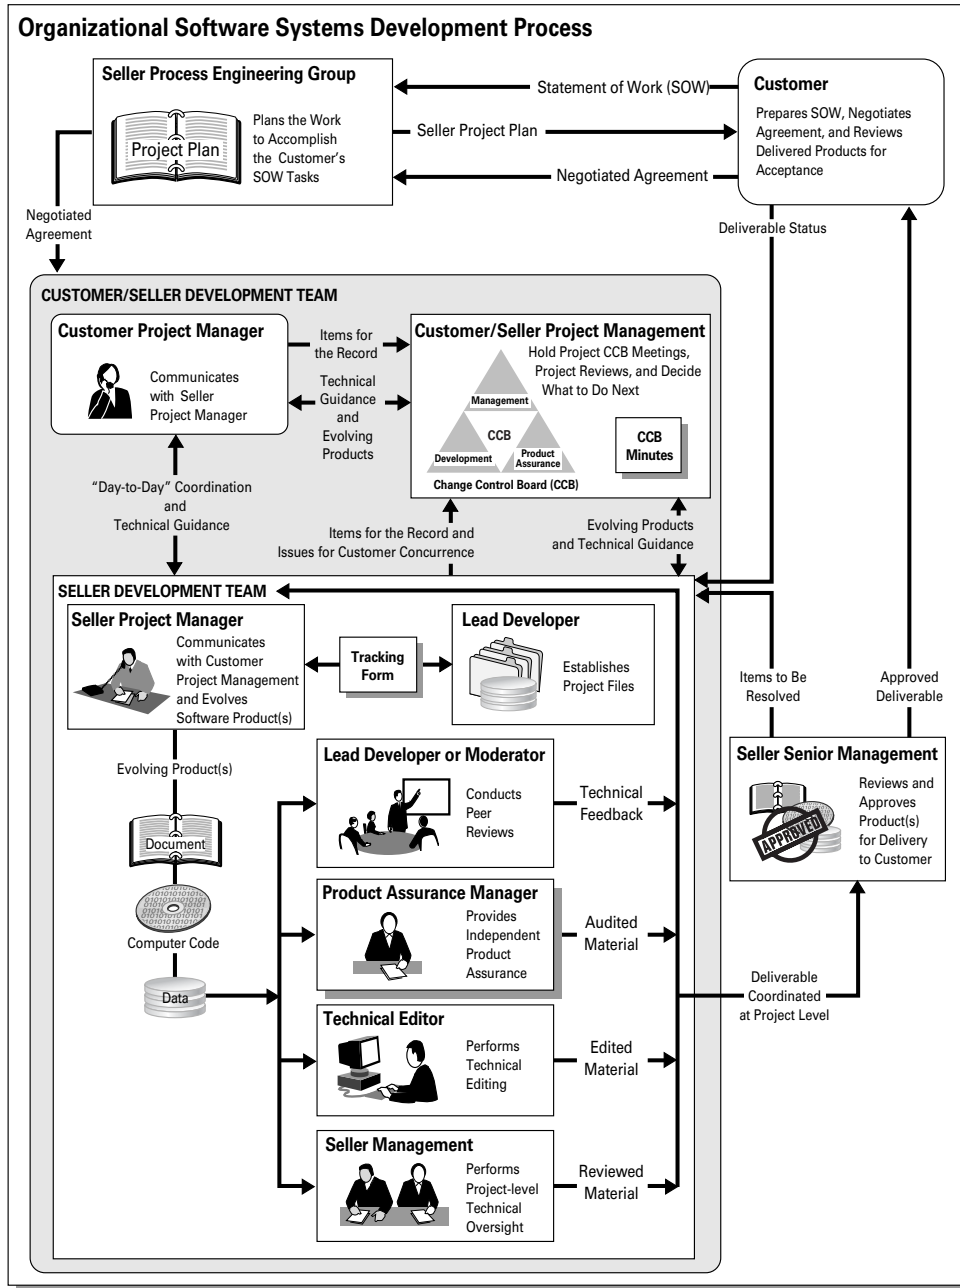 Organizational Software Systems Development Process
Seller Process Engineering Group
Project Plan
Plans the Work
to Accomplish
the Customer's
SOW Tasks
Statement of Work (SOW)
Seller Project Plan
Negotiated Agreement
Customer
Prepares SOW, Negotiates
Agreement, and Reviews
Delivered Products for
Acceptance
Negotiated
Agreement
Deliverable Status
CUSTOMER/SELLER DEVELOPMENT TEAM
Customer Project Manager
Communicates
with Seller
Project Manager
Items for
the Record
Technical
Guidance
and
Evolving
Products
Customer/Seller Project Management
Hold Project CCB Meetings,
Project Reviews, and Decide
What to Do Next
Management
CCB
Development
Product
Assurance
Change Control Board (CCB)
CCB
Minutes
"Day-to-Day" Coordination
and
Technical Guidance
Items for the Record and
Issues for Customer Concurrence
Evolving Products
and Technical Guidance
SELLER DEVELOPMENT TEAM
Seller Project Manager
Communicates
with Customer
Project Management
and Evolves
Software Product(s)
Tracking
Form
Lead Developer
Establishes
Project Files
Items to Be
Resolved
Approved
Deliverable
Evolving Product(s)
Document
Computer Code
Data
Lead Developer or Moderator
Conducts
Peer
Reviews
Technical
Feedback
Product Assurance Manager
Provides
Independent
Product
Assurance
Audited
Material
Technical Editor
Performs
Technical
Editing
Edited
Material
Seller Management
Performs
Project-level
Technical
Oversight
Reviewed
Material
Seller Senior Management
APPROVED
Reviews and
Approves
Product(s)
for Delivery
to Customer
Deliverable
Coordinated
at Project Level